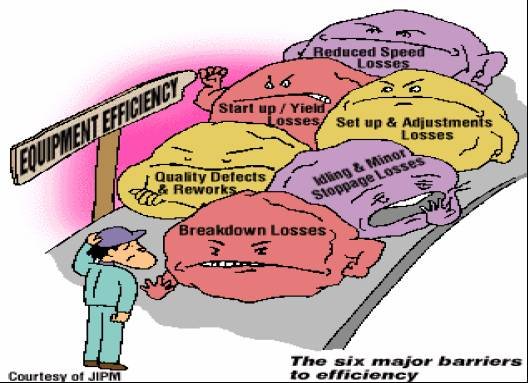 Reduced Speed
Losses
EQUIPMENT EFFICIENCY
Start up / Yield
Losses
Set up & Adjustments
Losses
Quality Defects
& Reworks
Idling & Minor
Stoppage Losses
Breakdown Losses
The six major barriers
to efficiency
Courtesy of JIPM